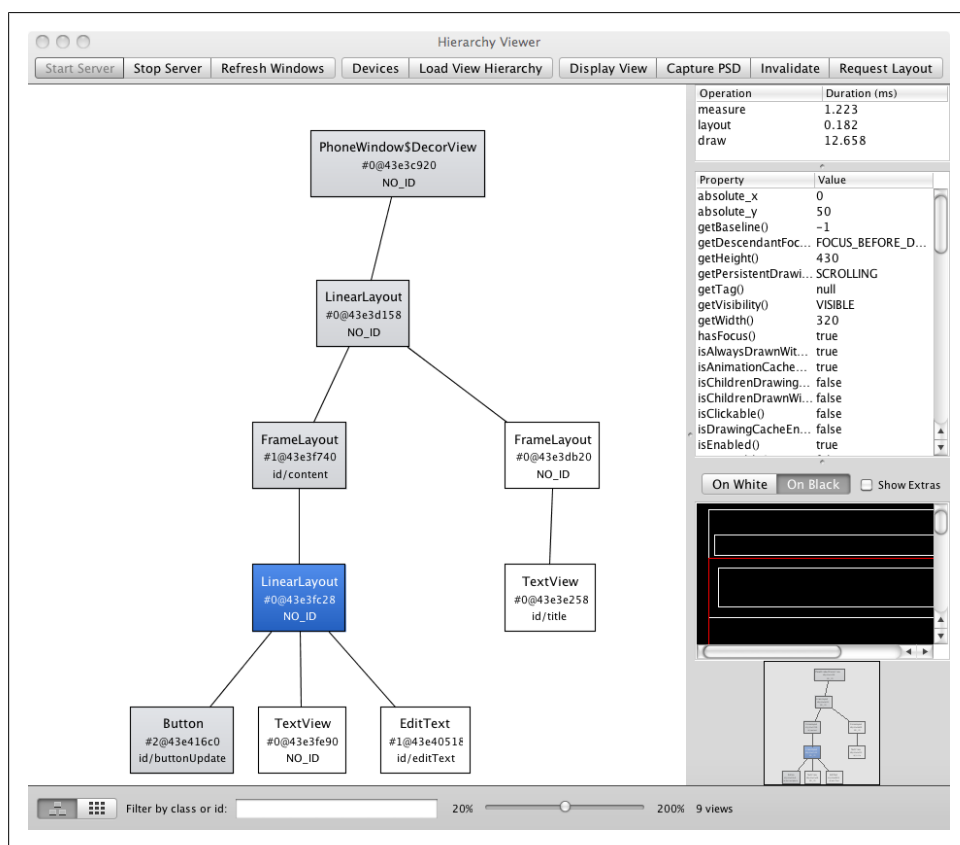 Hierarchy Viewer
Start Server Stop Server Refresh Windows Devices Load View Hierarchy Display View Capture PSD Invalidate Request Layout
Operation Duration (ms)
measure 1.223
layout 0.182
draw 12.658
Property Value
absolute_x 0
absolute_y 50
getBaseline() -1
getDescendantFoc... FOCUS_BEFORE_D...
getHeight() 430
getPersistentDrawi... SCROLLING
getTag() null
getVisibility() VISIBLE
getWidth() 320
hasFocus() true
isAlwaysDrawnWit... true
isAnimationCache... true
isChildrenDrawing... false
isChildrenDrawnWi... false
isClickable() false
isDrawingCacheEn... false
isEnabled() true
On White On Black Show Extras
PhoneWindow$DecorView
#0@43e3c920
NO_ID
LinearLayout
#0@43e3d158
NO_ID
FrameLayout
#1@43e3f740
id/content
FrameLayout
#0@43e3db20
NO_ID
LinearLayout
#0@43e3fc28
NO_ID
TextView
#0@43e3e258
id/title
Button
#2@43e416c0
id/buttonUpdate
TextView
#0@43e3fe90
NO_ID
EditText
#1@43e40518
id/editText
Filter by class or id: 20% 200% 9 views